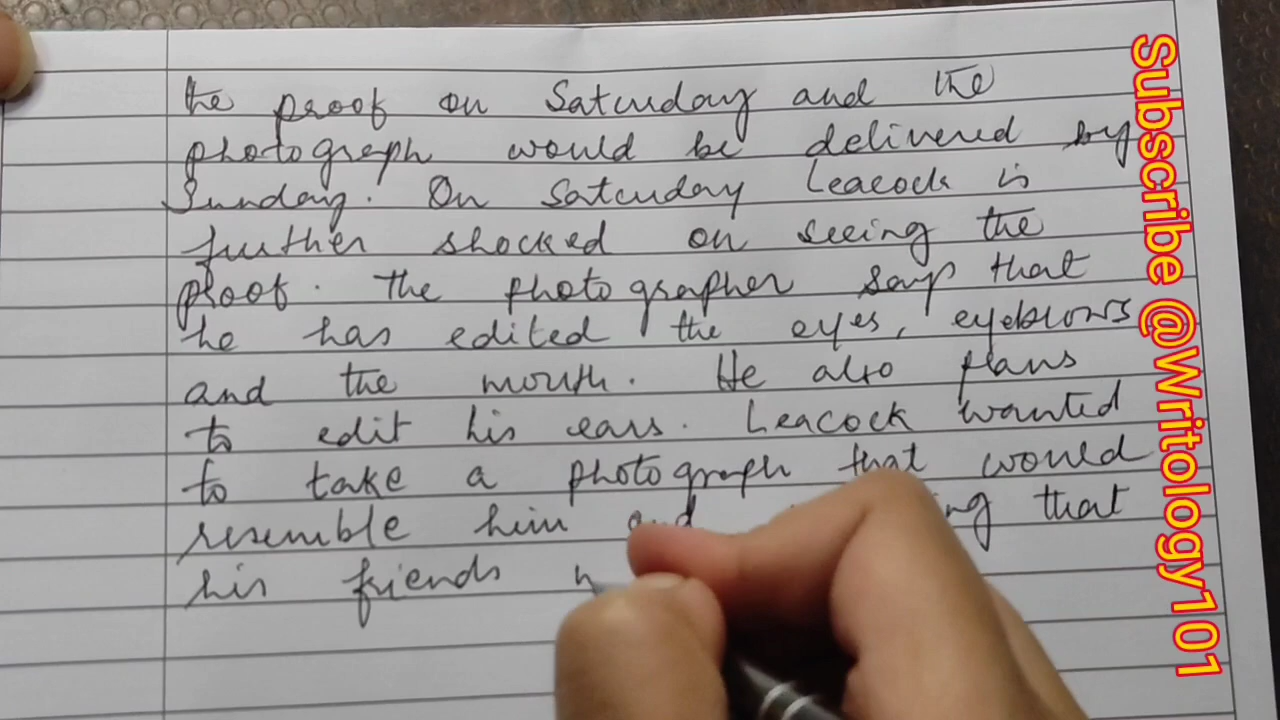 the proof on Saturday and the
photograph would be delivered by
Sunday. On Saturday Leacock is
further shocked on seeing the
proof. The photographer says that
he has edited the eyes, eyebrows
and the mouth. He also plans
to edit his ears. Leacock wanted
to take a photograph that would
resemble him and that
his friends
Subscribe @Writology101